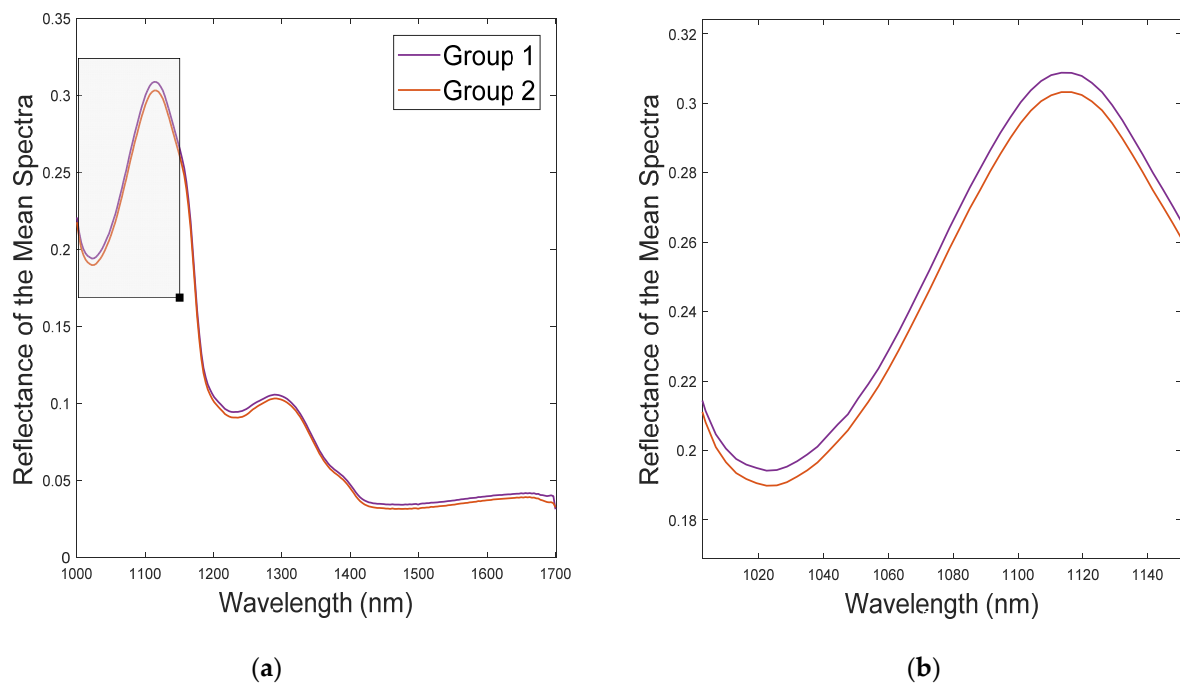 0.35
0.3
0.25
0.2
0.15
0.1
0.05
0
Reflectance of the Mean Spectra
Group 1
Group 2
1000 1100 1200 1300 1400 1500 1600 1700
Wavelength (nm)
(a)
0.32
0.3
0.28
0.26
0.24
0.22
0.2
0.18
Reflectance of the Mean Spectra
1020 1040 1060 1080 1100 1120 1140
Wavelength (nm)
(b)